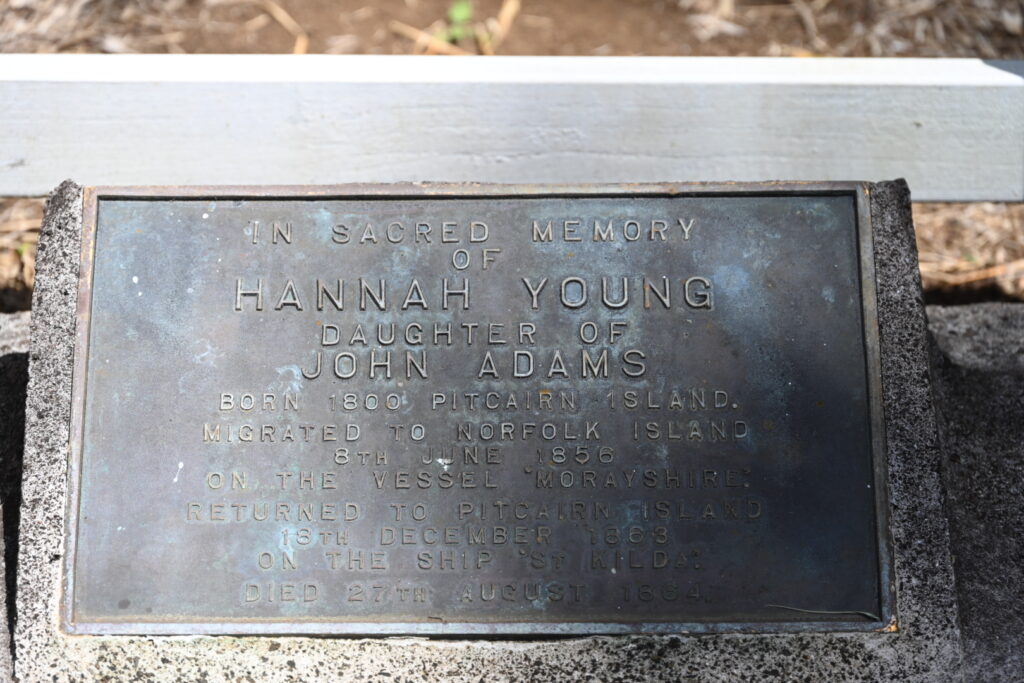 IN SACRED MEMORY
OF
HANNAH YOUNG
DAUGHTER OF
JOHN ADAMS
BORN 1800 PITCAIRN ISLAND.
MIGRATED TO NORFOLK ISLAND
8TH JUNE 1856
ON THE VESSEL "MORAYSHIRE".
RETURNED TO PITCAIRN ISLAND
18TH DECEMBER 1863
ON THE SHIP "ST KILDA".
DIED 27TH AUGUST 1864.